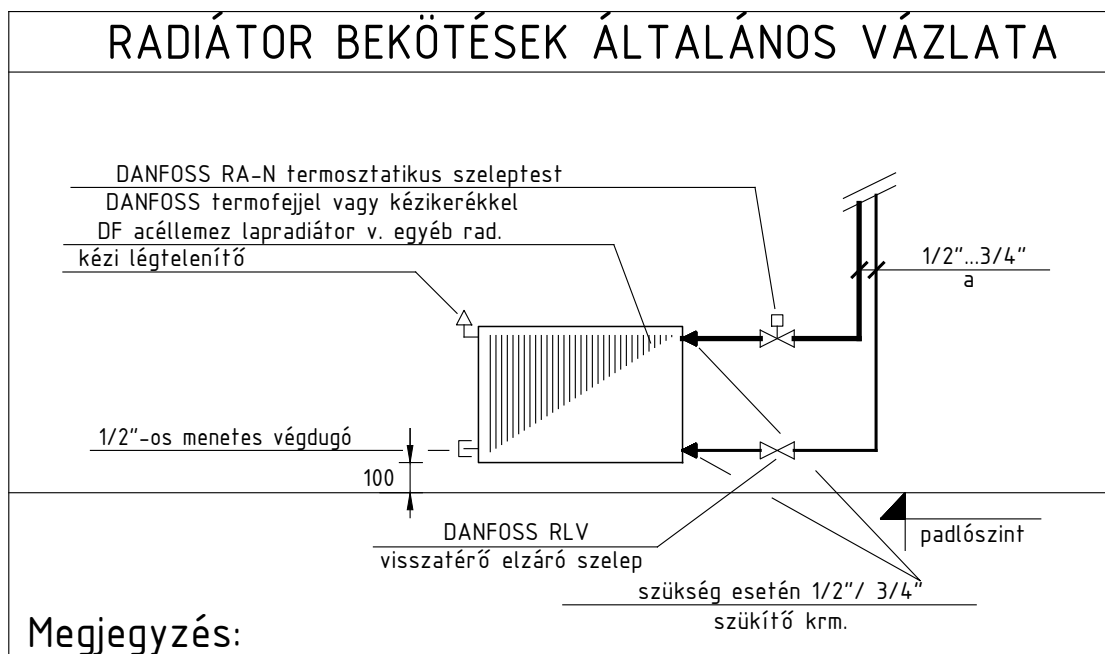 RADIÁTOR BEKÖTÉSEK ÁLTALÁNOS VÁZLATA
DANFOSS RA-N termosztatikus szeleptest
DANFOSS termofejjel vagy kézikerékkel
DF acéllemez lapradiátor v. egyéb rad.
kézi légtelenítő
1/2"...3/4"
a
1/2"-os menetes végdugó
100
DANFOSS RLV
visszatérő elzáró szelep
padlószint
szükség esetén 1/2"/ 3/4"
szükítő krm.
Megjegyzés: